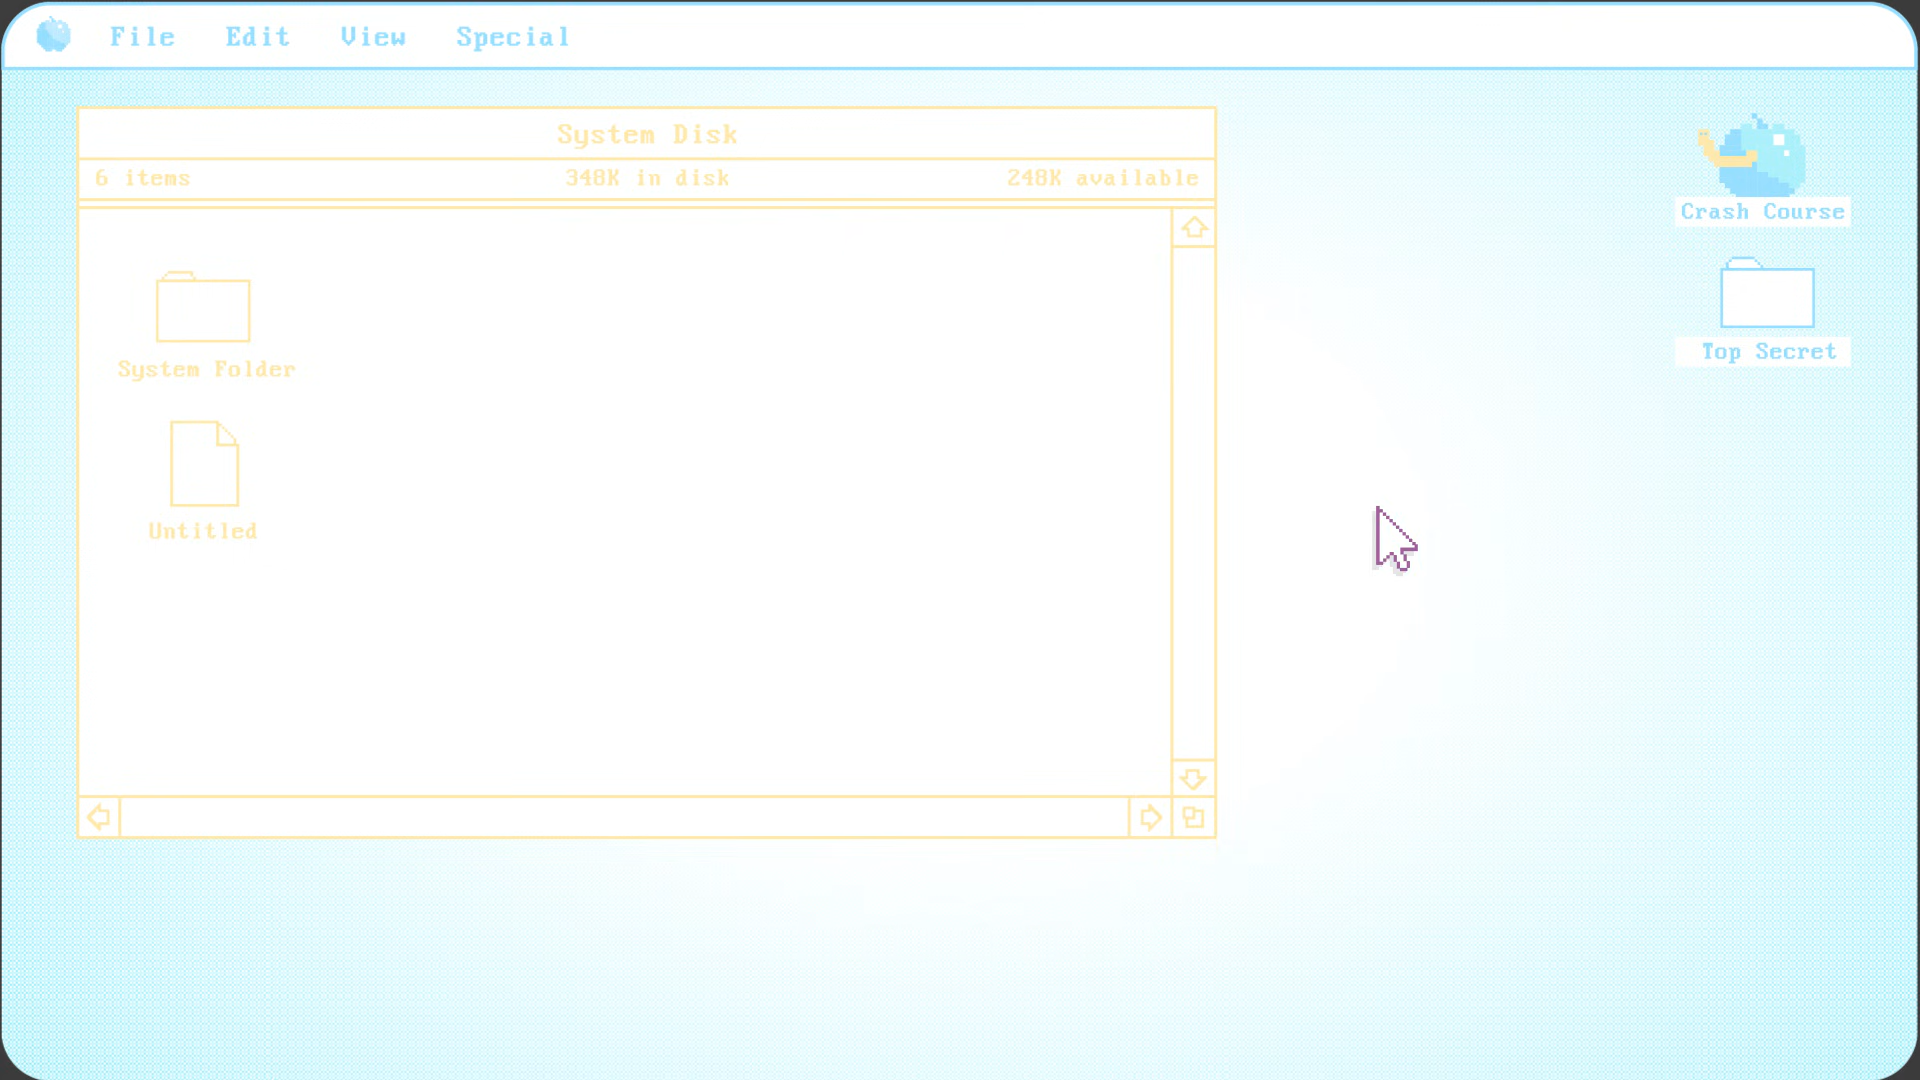 File Edit View Special
System Disk
6 items 348K in disk 248K available
System Folder
Untitled
Crash Course
Top Secret